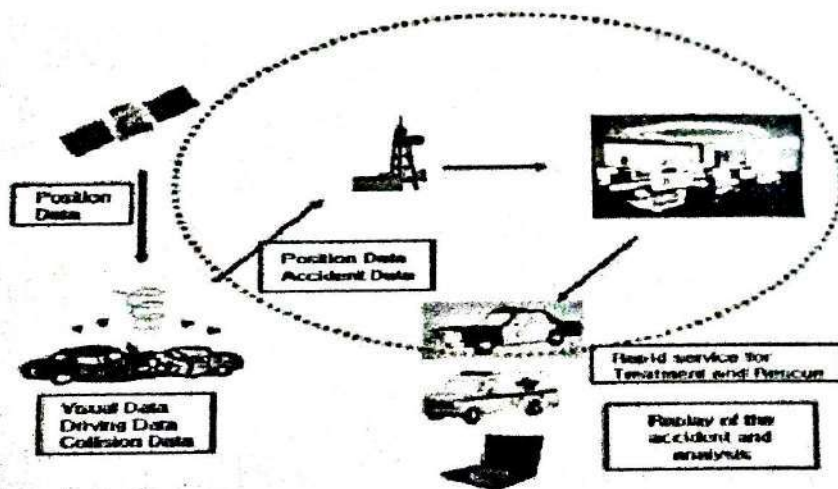 Position
Data
Position Data
Accident Data
Visual Data
Driving Data
Collision Data
Rapid service for
Treatment and Rescue
Replay of the
accident and
analysis